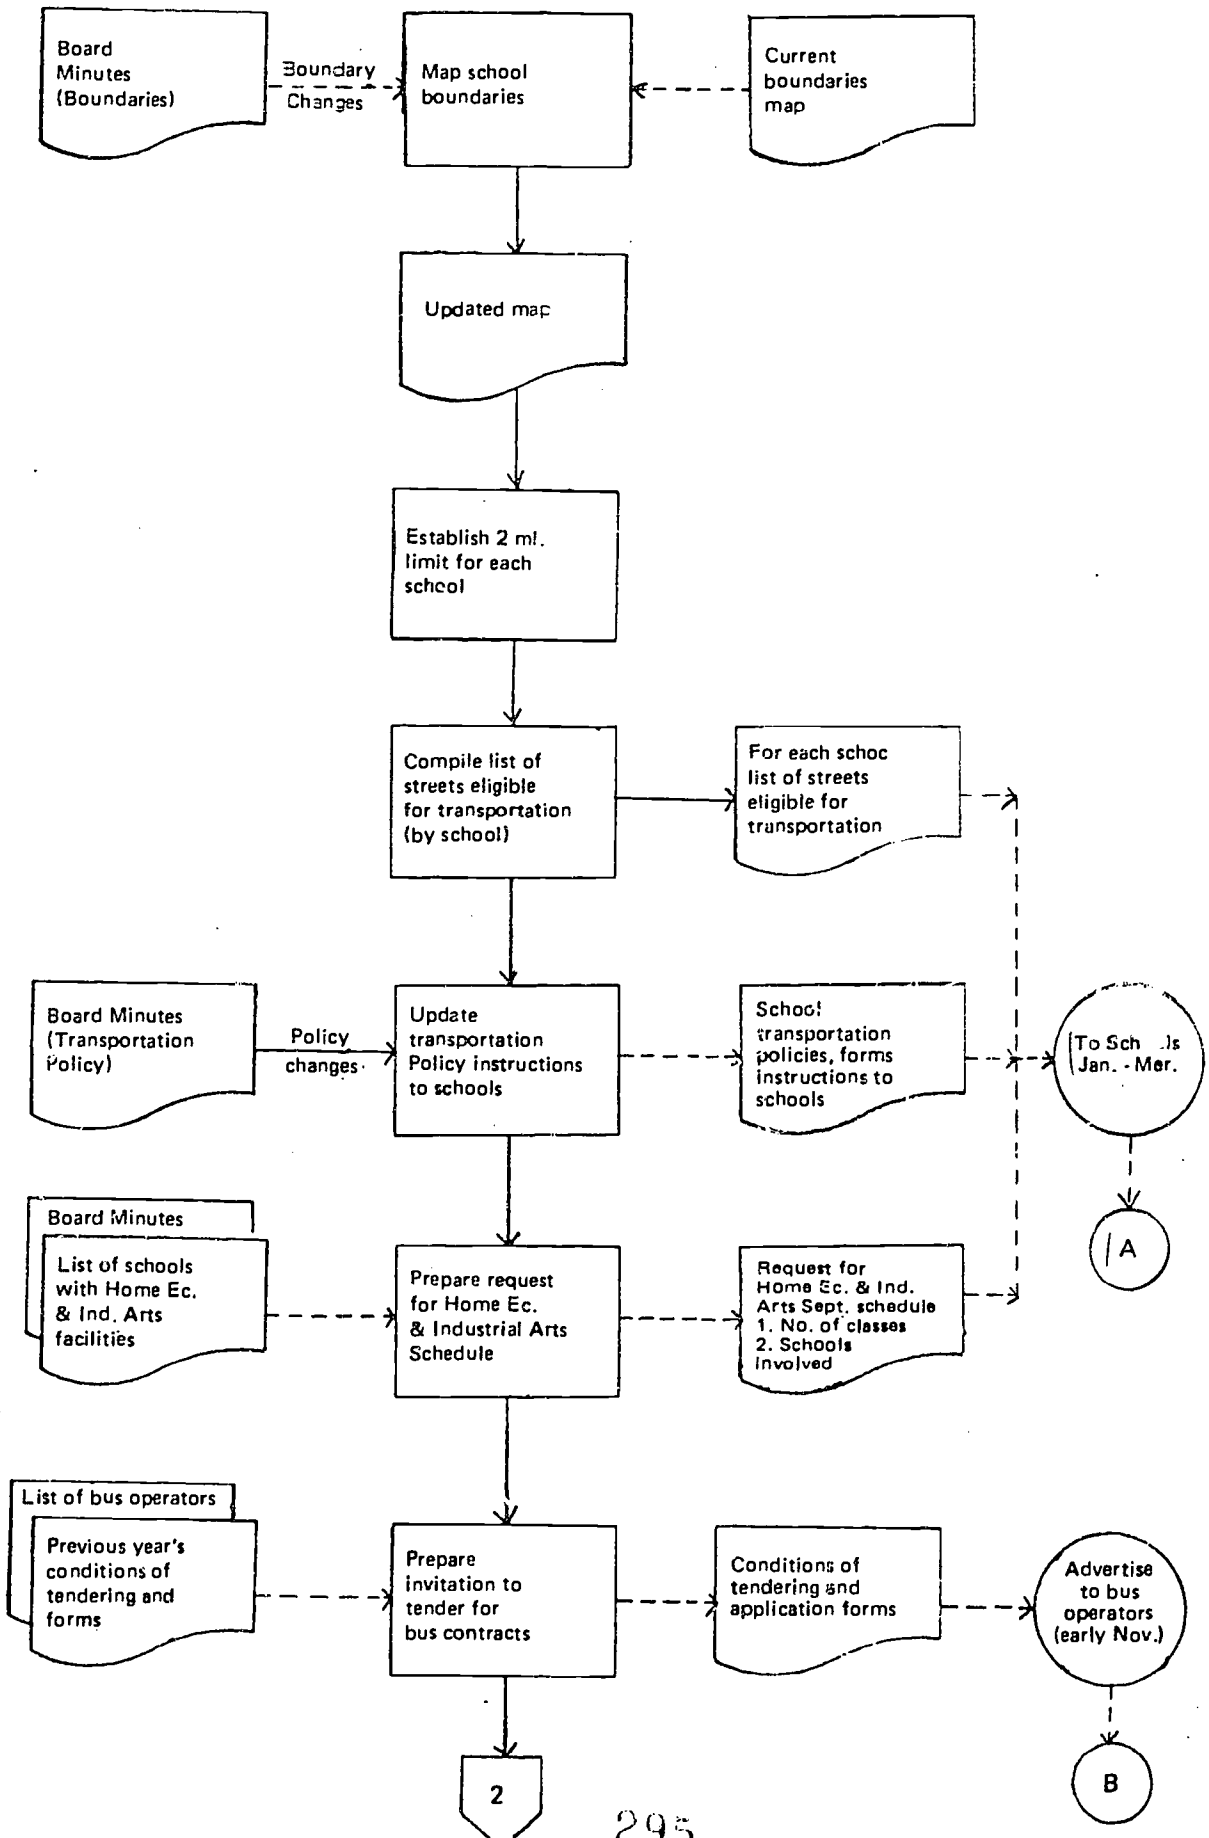 Board
Minutes
(Boundaries)
Boundary
Changes
Map school
boundaries
Current
boundaries
map
Updated map
Establish 2 mi.
limit for each
school
Compile list of
streets eligible
for transportation
(by school)
For each schoo
list of streets
eligible for
transportation
Board Minutes
(Transportation
Policy)
Policy
changes
Update
transportation
Policy instructions
to schools
School
transportation
policies, forms
instructions to
schools
To Sch ls
Jan. - Mar.
A
Board Minutes
List of schools
with Home Ec.
& Ind. Arts
facilities
Prepare request
for Home Ec.
& Industrial Arts
Schedule
Request for
Home Ec. & Ind.
Arts Sept. schedule
1. No. of classes
2. Schools
involved
List of bus operators
Previous year's
conditions of
tendering and
forms
Prepare
invitation to
tender for
bus contracts
Conditions of
tendering and
application forms
Advertise
to bus
operators
(early Nov.)
2
B
295